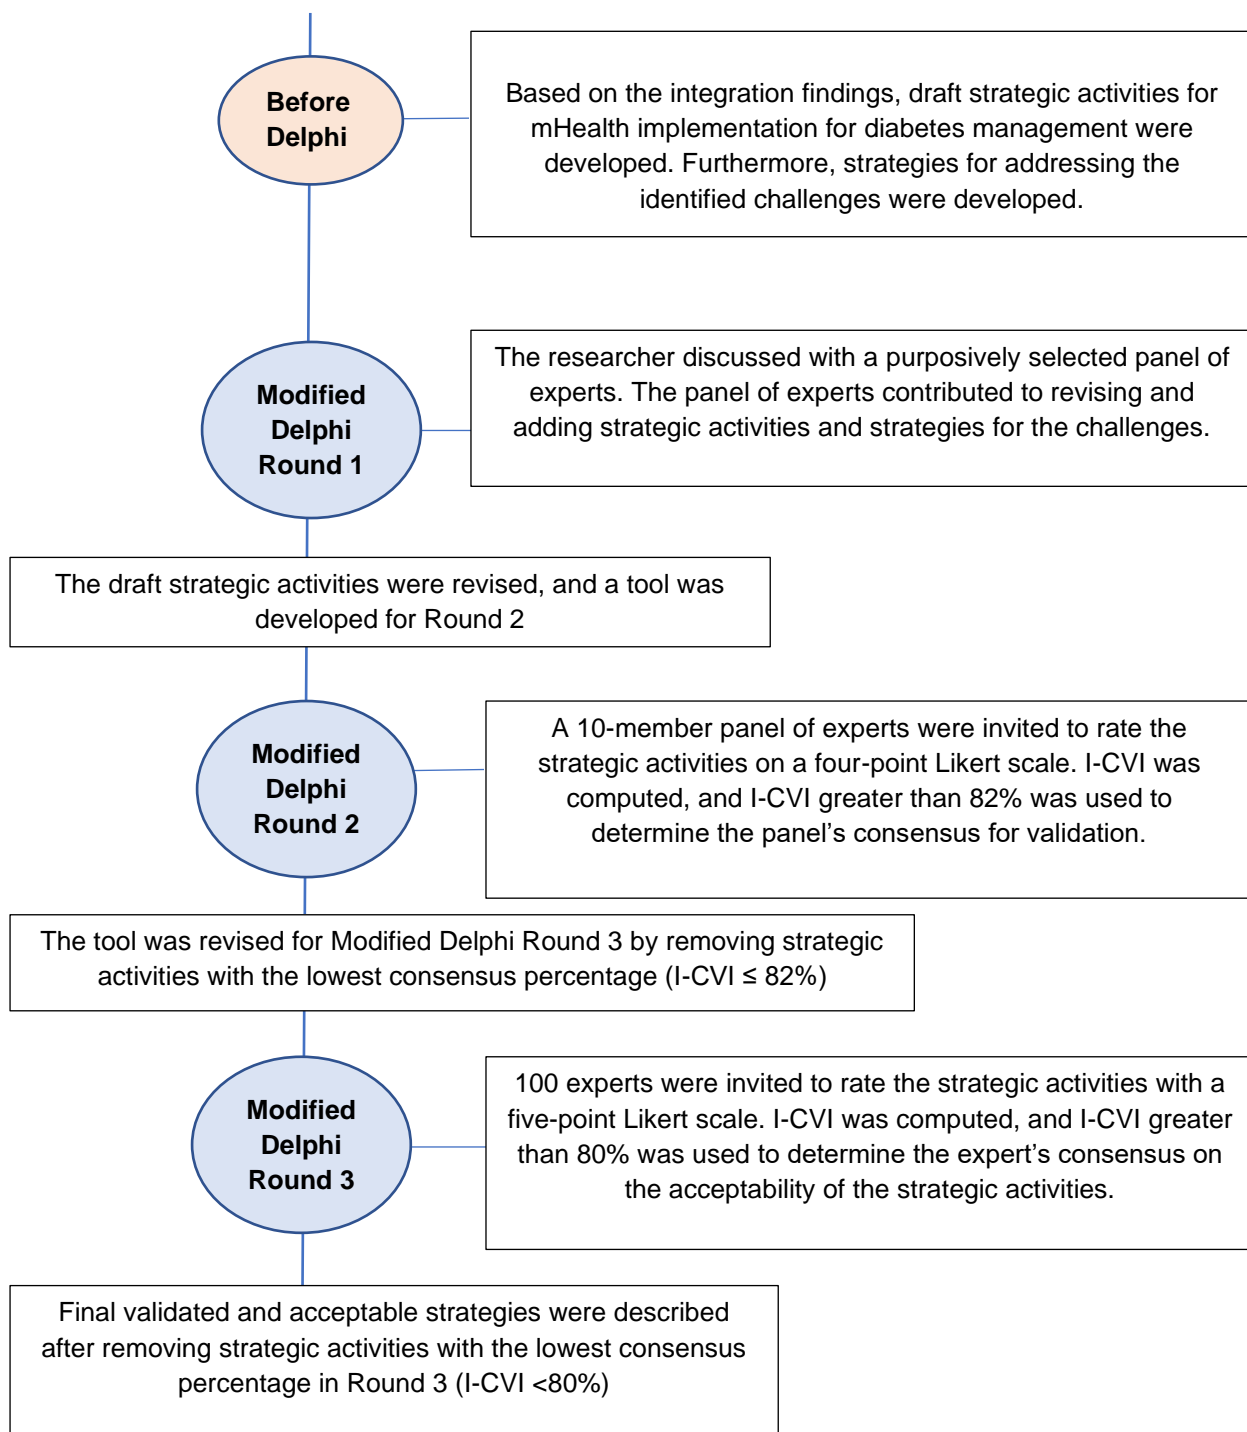 Before
Delphi
Based on the integration findings, draft strategic activities for
mHealth implementation for diabetes management were
developed. Furthermore, strategies for addressing the
identified challenges were developed.
Modified
Delphi
Round 1
The researcher discussed with a purposively selected panel of
experts. The panel of experts contributed to revising and
adding strategic activities and strategies for the challenges.
The draft strategic activities were revised, and a tool was
developed for Round 2
Modified
Delphi
Round 2
A 10-member panel of experts were invited to rate the
strategic activities on a four-point Likert scale. I-CVI was
computed, and I-CVI greater than 82% was used to
determine the panel’s consensus for validation.
The tool was revised for Modified Delphi Round 3 by removing strategic
activities with the lowest consensus percentage (I-CVI ≤ 82%)
Modified
Delphi
Round 3
100 experts were invited to rate the strategic activities with a
five-point Likert scale. I-CVI was computed, and I-CVI greater
than 80% was used to determine the expert’s consensus on
the acceptability of the strategic activities.
Final validated and acceptable strategies were described
after removing strategic activities with the lowest consensus
percentage in Round 3 (I-CVI <80%)